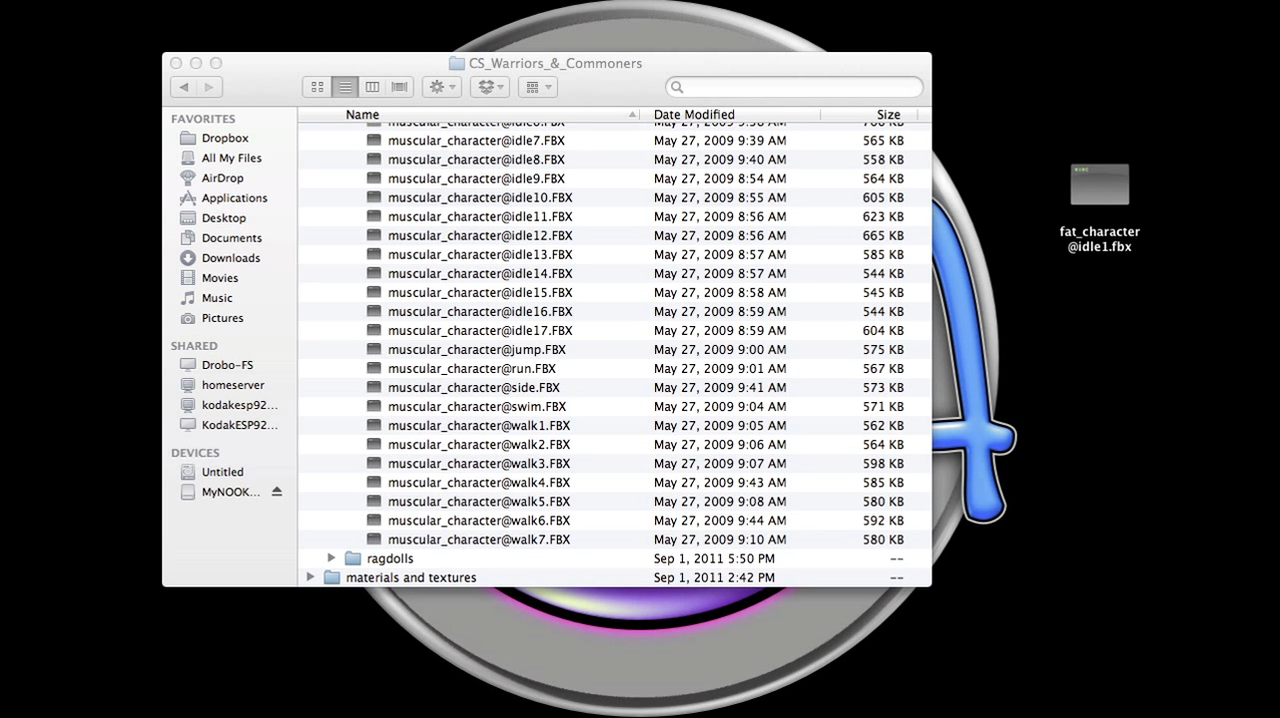 CS_Warriors_&_Commoners
FAVORITES
Dropbox
All My Files
AirDrop
Applications
Desktop
Documents
Downloads
Movies
Music
Pictures
SHARED
Drobo-FS
homeserver
kodakesp92...
KodakESP92...
DEVICES
Untitled
MyNOOK...
Name Date Modified Size
muscular_character@idle7.FBX May 27, 2009 9:39 AM 565 KB
muscular_character@idle8.FBX May 27, 2009 9:40 AM 558 KB
muscular_character@idle9.FBX May 27, 2009 8:54 AM 564 KB
muscular_character@idle10.FBX May 27, 2009 8:55 AM 605 KB
muscular_character@idle11.FBX May 27, 2009 8:56 AM 623 KB
muscular_character@idle12.FBX May 27, 2009 8:56 AM 665 KB
muscular_character@idle13.FBX May 27, 2009 8:57 AM 585 KB
muscular_character@idle14.FBX May 27, 2009 8:57 AM 544 KB
muscular_character@idle15.FBX May 27, 2009 8:58 AM 545 KB
muscular_character@idle16.FBX May 27, 2009 8:59 AM 544 KB
muscular_character@idle17.FBX May 27, 2009 8:59 AM 604 KB
muscular_character@jump.FBX May 27, 2009 9:00 AM 575 KB
muscular_character@run.FBX May 27, 2009 9:01 AM 567 KB
muscular_character@side.FBX May 27, 2009 9:41 AM 573 KB
muscular_character@swim.FBX May 27, 2009 9:04 AM 571 KB
muscular_character@walk1.FBX May 27, 2009 9:05 AM 562 KB
muscular_character@walk2.FBX May 27, 2009 9:06 AM 564 KB
muscular_character@walk3.FBX May 27, 2009 9:07 AM 598 KB
muscular_character@walk4.FBX May 27, 2009 9:43 AM 585 KB
muscular_character@walk5.FBX May 27, 2009 9:08 AM 580 KB
muscular_character@walk6.FBX May 27, 2009 9:44 AM 592 KB
muscular_character@walk7.FBX May 27, 2009 9:10 AM 580 KB
ragdolls Sep 1, 2011 5:50 PM --
materials and textures Sep 1, 2011 2:42 PM --
fat_character
@idle1.fbx